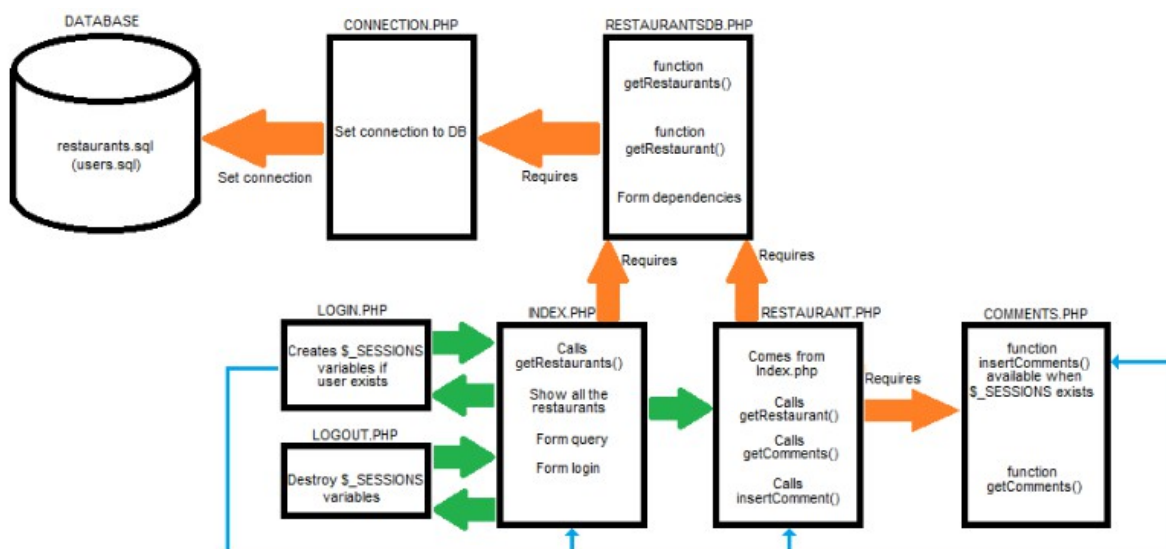 DATABASE
restaurants.sql
(users.sql)
Set connection
CONNECTION.PHP
Set connection to DB
Requires
RESTAURANTSDB.PHP
function
getRestaurants()
function
getRestaurant()
Form dependencies
Requires
Requires
LOGIN.PHP
Creates $_SESSIONS
variables if
user exists
LOGOUT.PHP
Destroy $_SESSIONS
variables
INDEX.PHP
Calls
getRestaurants()
Show all the
restaurants
Form query
Form login
RESTAURANT.PHP
Comes from
Index.php
Calls
getRestaurant()
Calls
getComments()
Calls
insertComment()
Requires
COMMENTS.PHP
function
insertComments()
available when
$_SESSIONS exists
function
getComments()